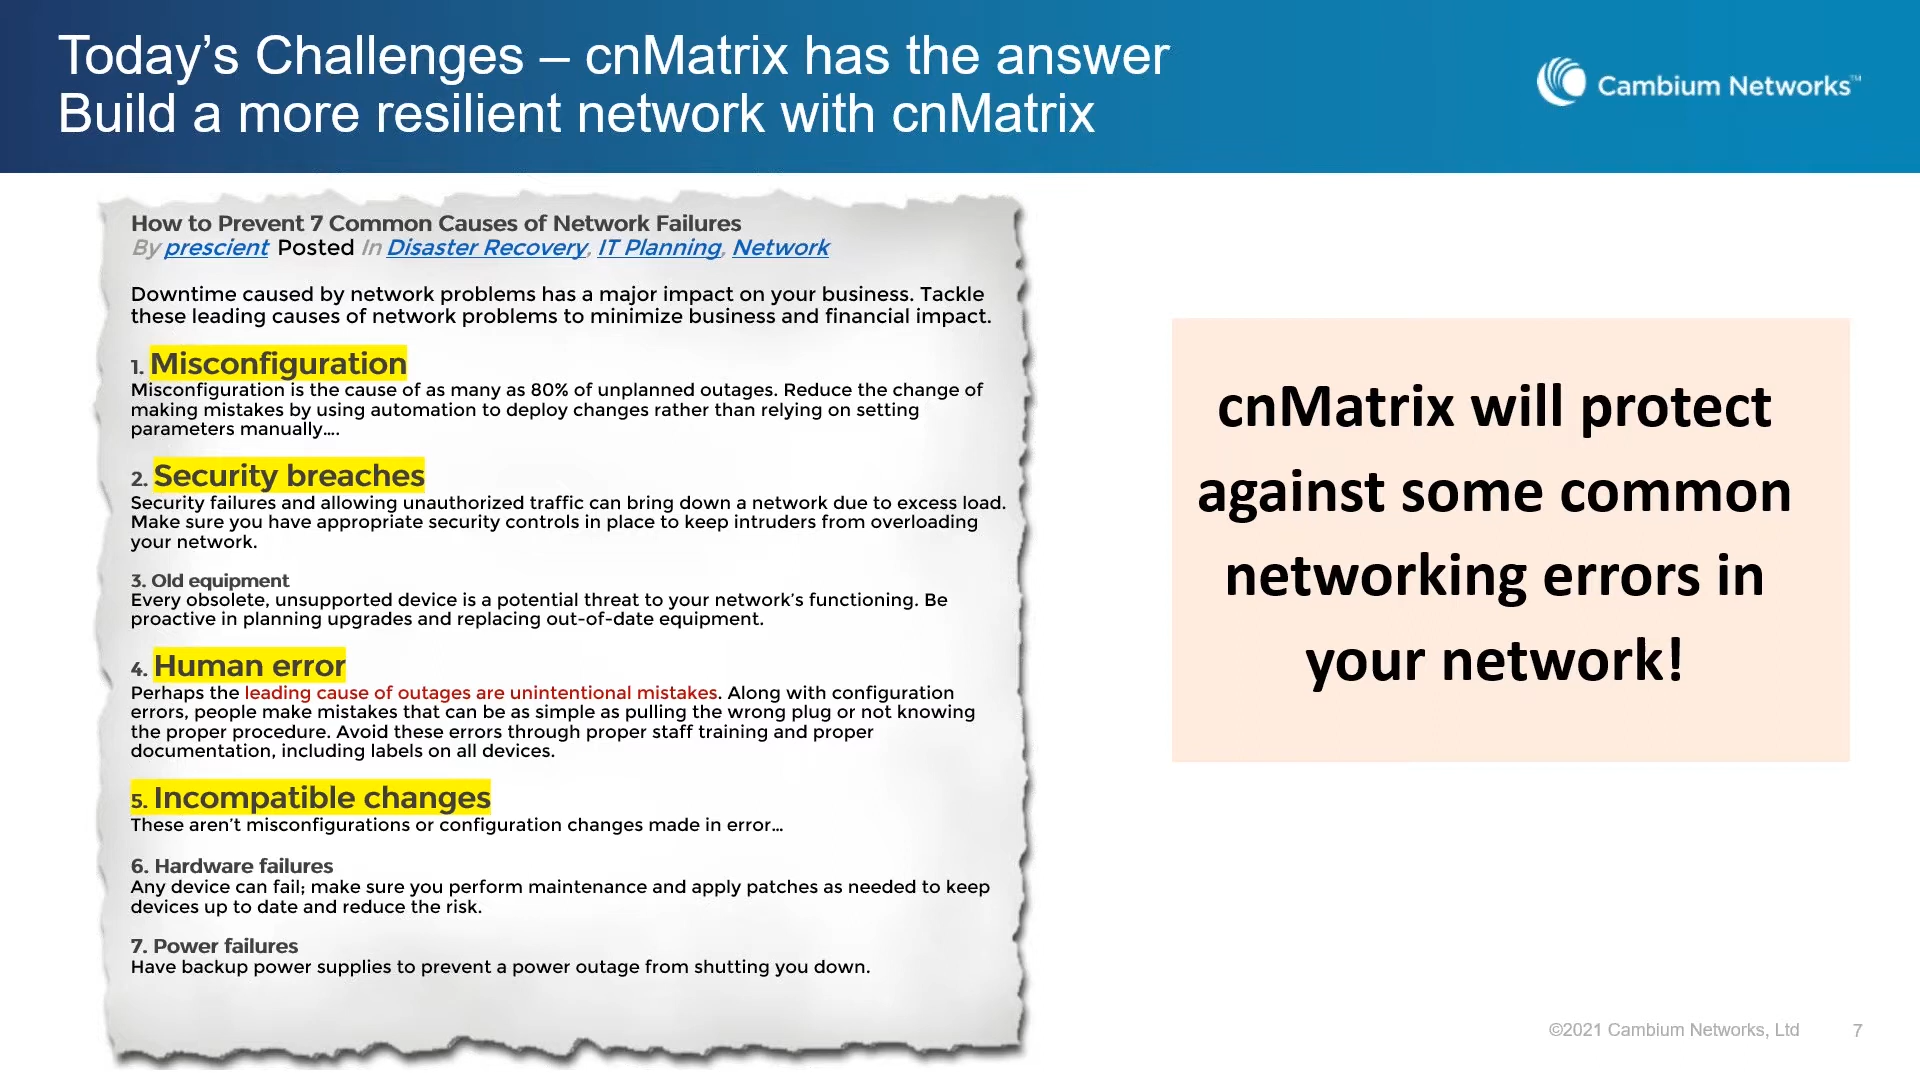 Today's Challenges – cnMatrix has the answer
Build a more resilient network with cnMatrix
Cambium Networks™
How to Prevent 7 Common Causes of Network Failures
By prescient Posted In Disaster Recovery, IT Planning, Network
Downtime caused by network problems has a major impact on your business. Tackle
these leading causes of network problems to minimize business and financial impact.
1. Misconfiguration
Misconfiguration is the cause of as many as 80% of unplanned outages. Reduce the change of
making mistakes by using automation to deploy changes rather than relying on setting
parameters manually....
2. Security breaches
Security failures and allowing unauthorized traffic can bring down a network due to excess load.
Make sure you have appropriate security controls in place to keep intruders from overloading
your network.
3. Old equipment
Every obsolete, unsupported device is a potential threat to your network's functioning. Be
proactive in planning upgrades and replacing out-of-date equipment.
4. Human error
Perhaps the leading cause of outages are unintentional mistakes. Along with configuration
errors, people make mistakes that can be as simple as pulling the wrong plug or not knowing
the proper procedure. Avoid these errors through proper staff training and proper
documentation, including labels on all devices.
5. Incompatible changes
These aren't misconfigurations or configuration changes made in error...
6. Hardware failures
Any device can fail; make sure you perform maintenance and apply patches as needed to keep
devices up to date and reduce the risk.
7. Power failures
Have backup power supplies to prevent a power outage from shutting you down.
cnMatrix will protect
against some common
networking errors in
your network!
©2021 Cambium Networks, Ltd
7